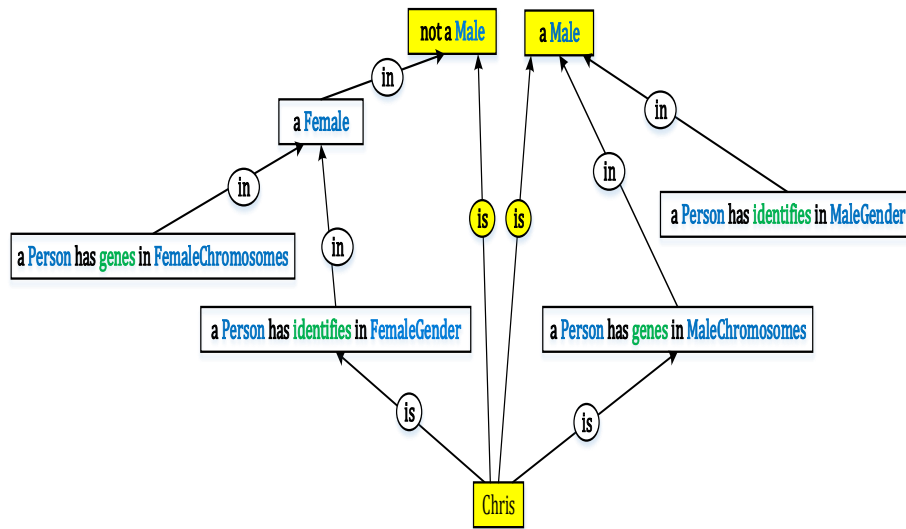 not a Male
a Male
in
a Female
in
in
in
a Person has identifies in MaleGender
is
is
a Person has genes in FemaleChromosomes
in
a Person has identifies in FemaleGender
a Person has genes in MaleChromosomes
is
is
Chris